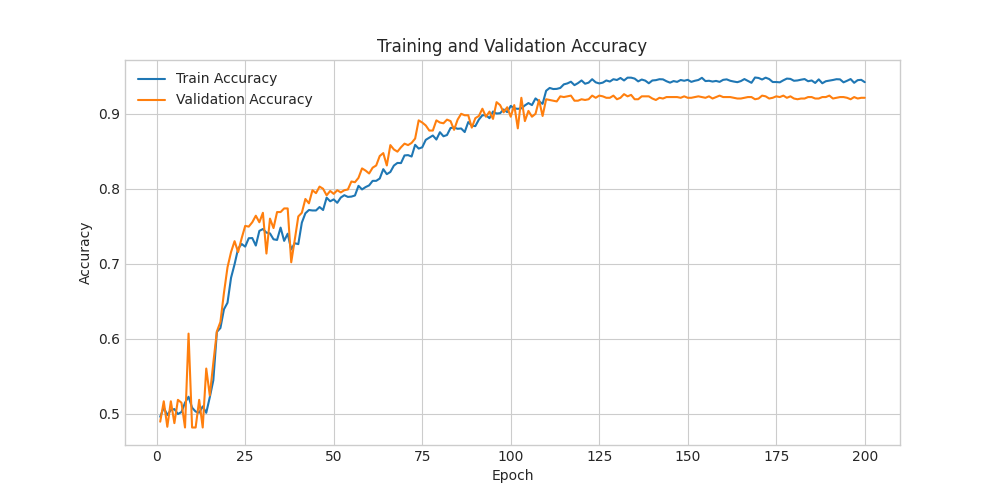 Training and Validation Accuracy
Train Accuracy
Validation Accuracy
0.9
0.8
0.7
0.6
0.5
Accuracy
0 25 50 75 100 125 150 175 200
Epoch